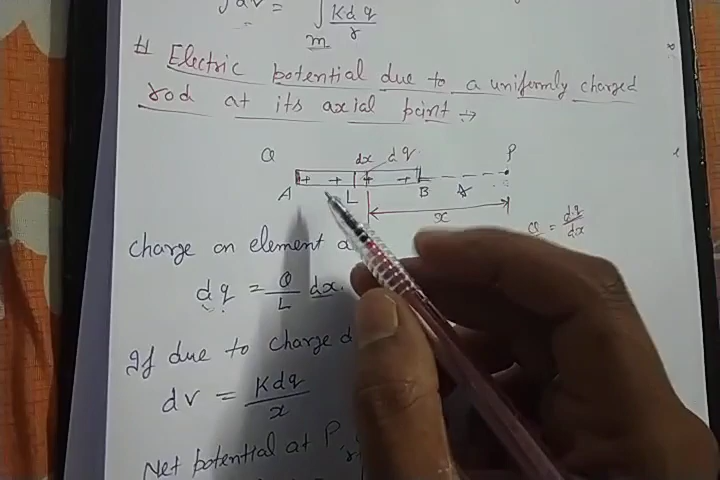 ∫dv = ∫ Kdq/r
m
# Electric potential due to a uniformly charged
rod at its axial point :→
Q dx dq P
A L B
x
Charge on element
Q = dq/dx
dq = Q/L dx.
If due to charge d
dv = Kdq/x
Net potential at P,